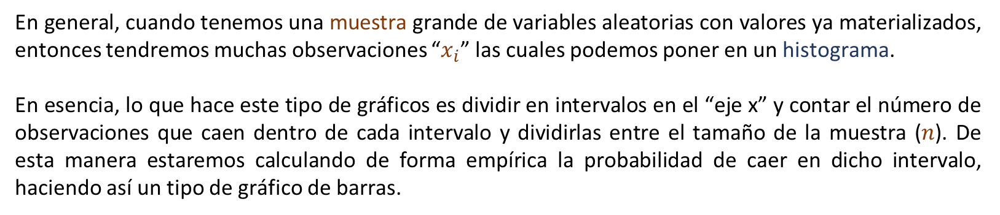 En general, cuando tenemos una muestra grande de variables aleatorias con valores ya materializados,
entonces tendremos muchas observaciones “𝑥ᵢ” las cuales podemos poner en un histograma.
En esencia, lo que hace este tipo de gráficos es dividir en intervalos en el “eje x” y contar el número de
observaciones que caen dentro de cada intervalo y dividirlas entre el tamaño de la muestra (𝑛). De
esta manera estaremos calculando de forma empírica la probabilidad de caer en dicho intervalo,
haciendo así un tipo de gráfico de barras.